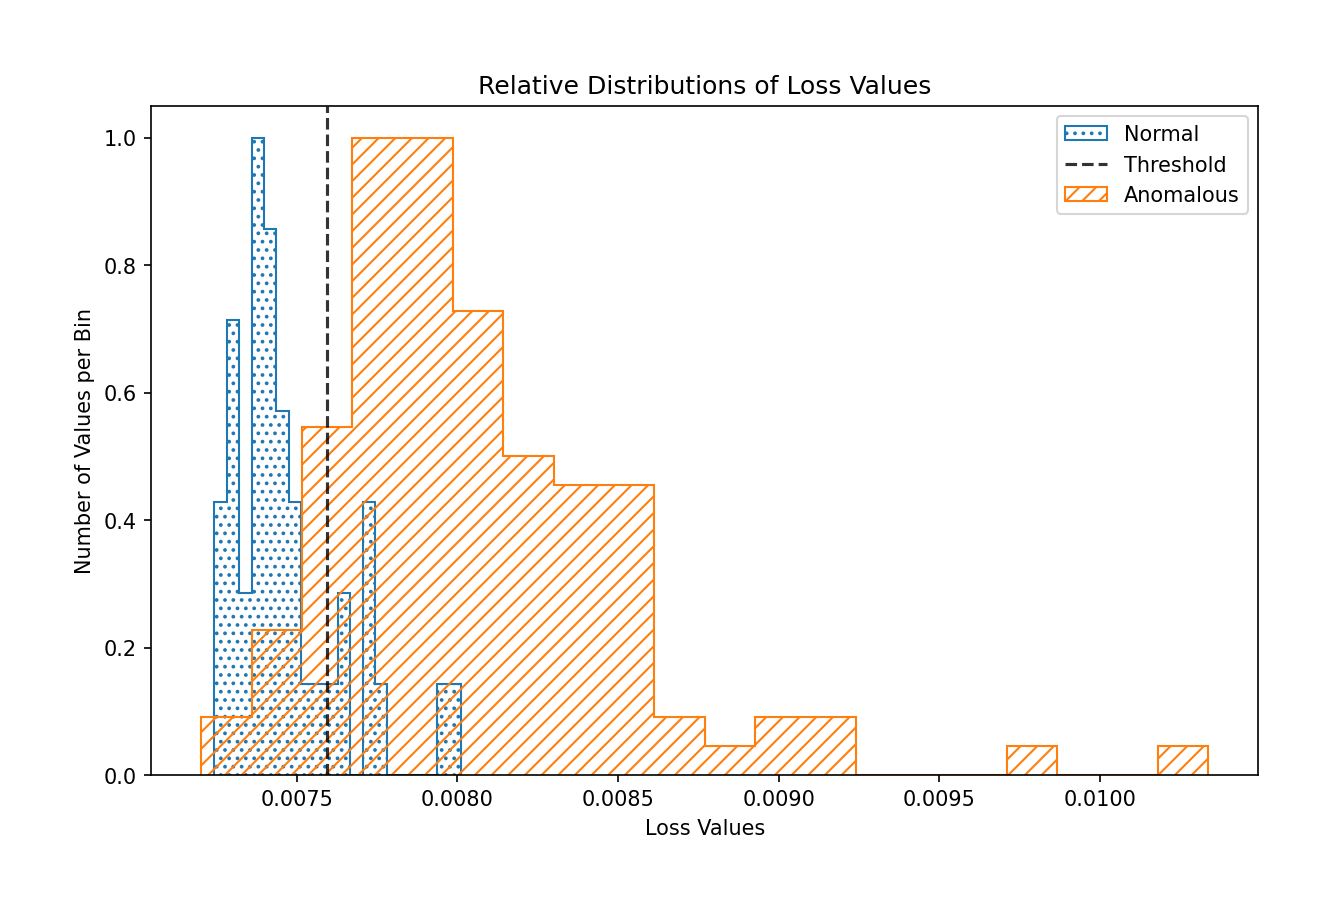 Relative Distributions of Loss Values
Normal
Threshold
Anomalous
Number of Values per Bin
1.0
0.8
0.6
0.4
0.2
0.0
0.0075 0.0080 0.0085 0.0090 0.0095 0.0100
Loss Values